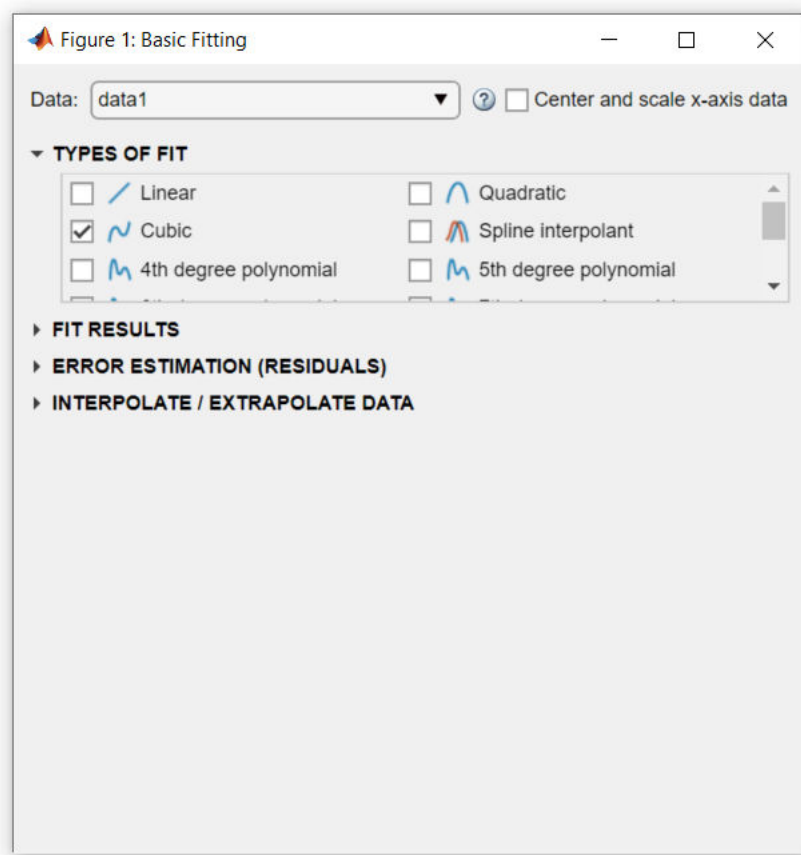 Figure 1: Basic Fitting
Data: data1 Center and scale x-axis data
TYPES OF FIT
Linear Quadratic
Cubic Spline interpolant
4th degree polynomial 5th degree polynomial
FIT RESULTS
ERROR ESTIMATION (RESIDUALS)
INTERPOLATE / EXTRAPOLATE DATA